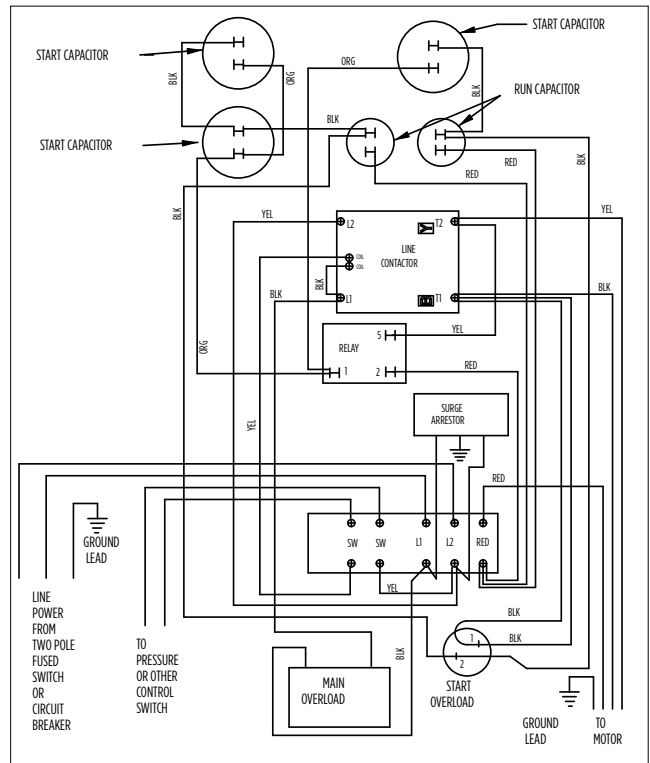 START CAPACITOR
START CAPACITOR
BLK
ORG
ORG
BLK
RUN CAPACITOR
START CAPACITOR
BLK
RED
RED
BLK
BLK
YEL
L2
T2
YEL
Y
LINE
CONTACTOR
COIL
COIL
BLK
BLK
L1
B
T1
BLK
5
YEL
RELAY
ORG
1
2
RED
YEL
SURGE
ARRESTOR
RED
GROUND
LEAD
SW
SW
L1
L2
RED
YEL
LINE
POWER
FROM
TWO POLE
FUSED
SWITCH
OR
CIRCUIT
BREAKER
TO
PRESSURE
OR OTHER
CONTROL
SWITCH
BLK
BLK
1
BLK
2
START
OVERLOAD
MAIN
OVERLOAD
GROUND
LEAD
TO
MOTOR